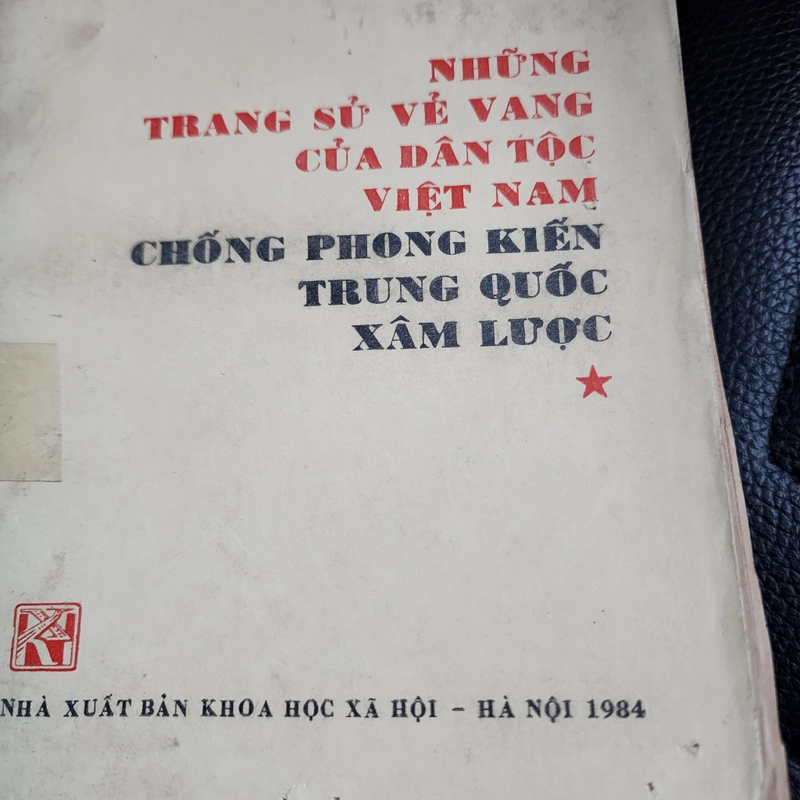 NHỮNG
TRANG SỬ VẺ VANG
CỦA DÂN TỘC
VIỆT NAM
CHỐNG PHONG KIẾN
TRUNG QUỐC
XÂM LƯỢC
NHÀ XUẤT BẢN KHOA HỌC XÃ HỘI - HÀ NỘI 1984